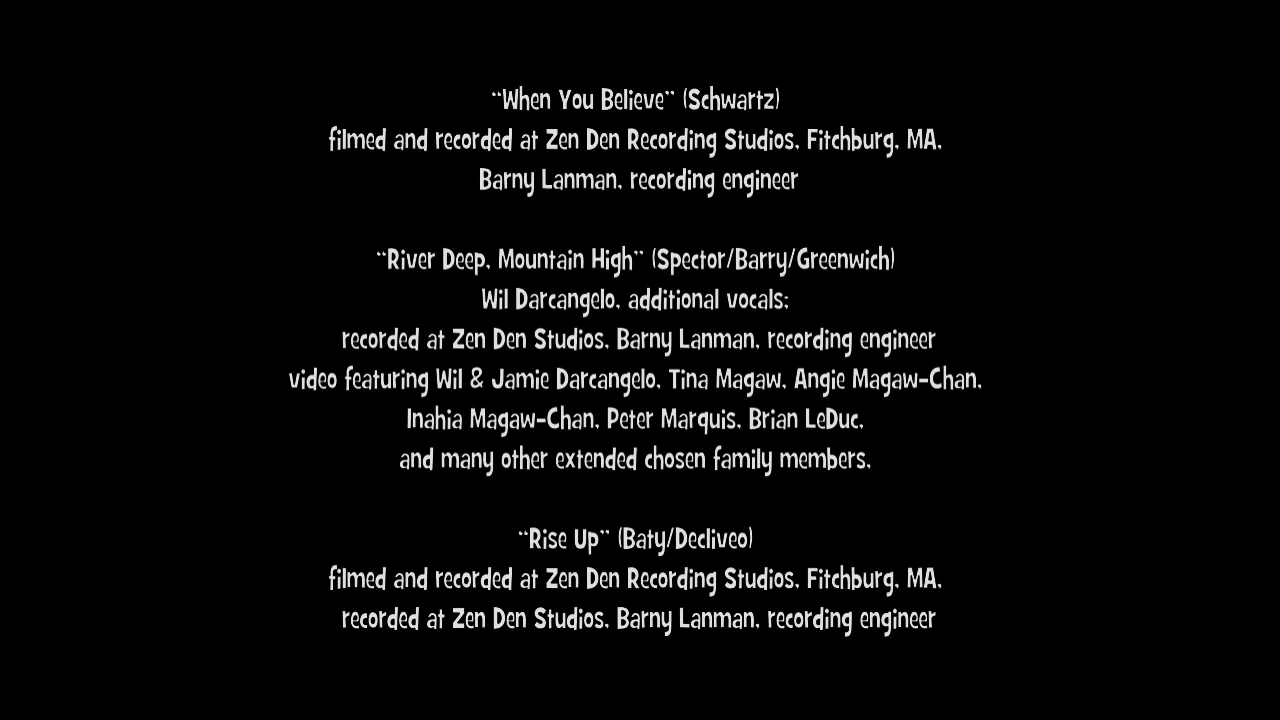 “When You Believe” (Schwartz)
filmed and recorded at Zen Den Recording Studios, Fitchburg, MA,
Barny Lanman, recording engineer
“River Deep, Mountain High” (Spector/Barry/Greenwich)
Wil Darcangelo, additional vocals;
recorded at Zen Den Studios, Barny Lanman, recording engineer
video featuring Wil & Jamie Darcangelo, Tina Magaw, Angie Magaw-Chan,
Inahia Magaw-Chan, Peter Marquis, Brian LeDuc,
and many other extended chosen family members.
“Rise Up” (Baty/Decliveo)
filmed and recorded at Zen Den Recording Studios, Fitchburg, MA,
recorded at Zen Den Studios, Barny Lanman, recording engineer